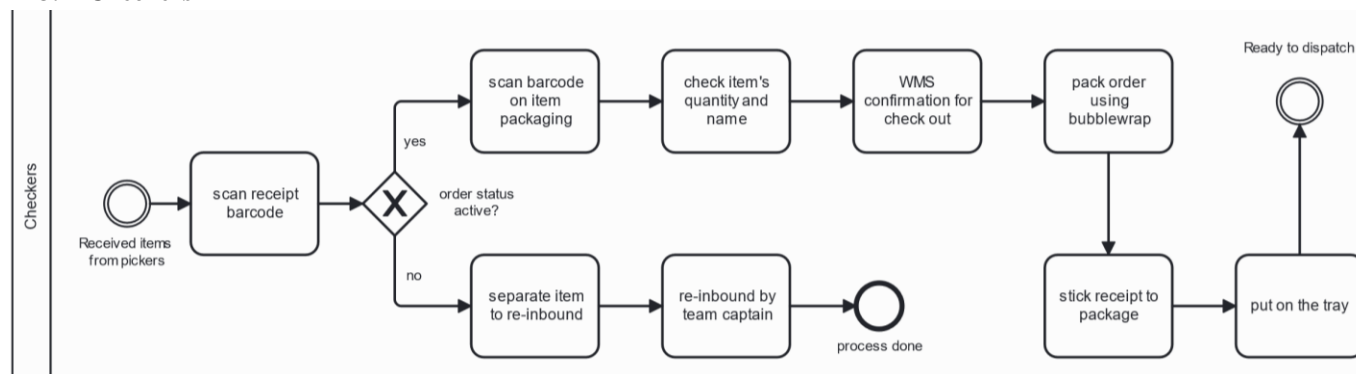 Checkers
Received items
from pickers
scan receipt
barcode
order status
active?
yes
scan barcode
on item
packaging
check item's
quantity and
name
WMS
confirmation for
check out
pack order
using
bubblewrap
stick receipt to
package
put on the tray
Ready to dispatch
no
separate item
to re-inbound
re-inbound by
team captain
process done